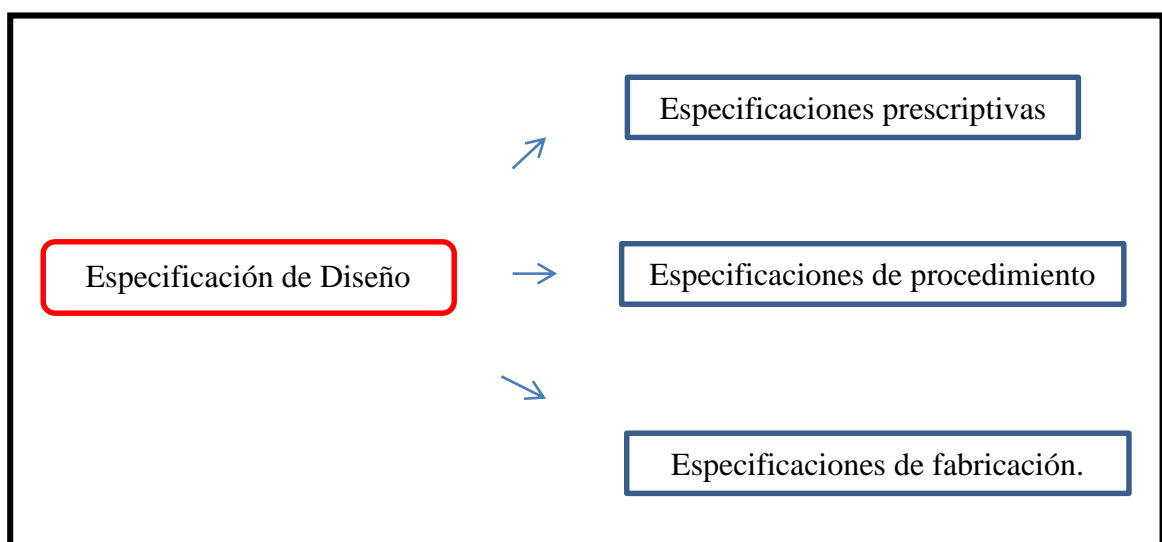 Especificaciones prescriptivas
Especificación de Diseño
Especificaciones de procedimiento
Especificaciones de fabricación.